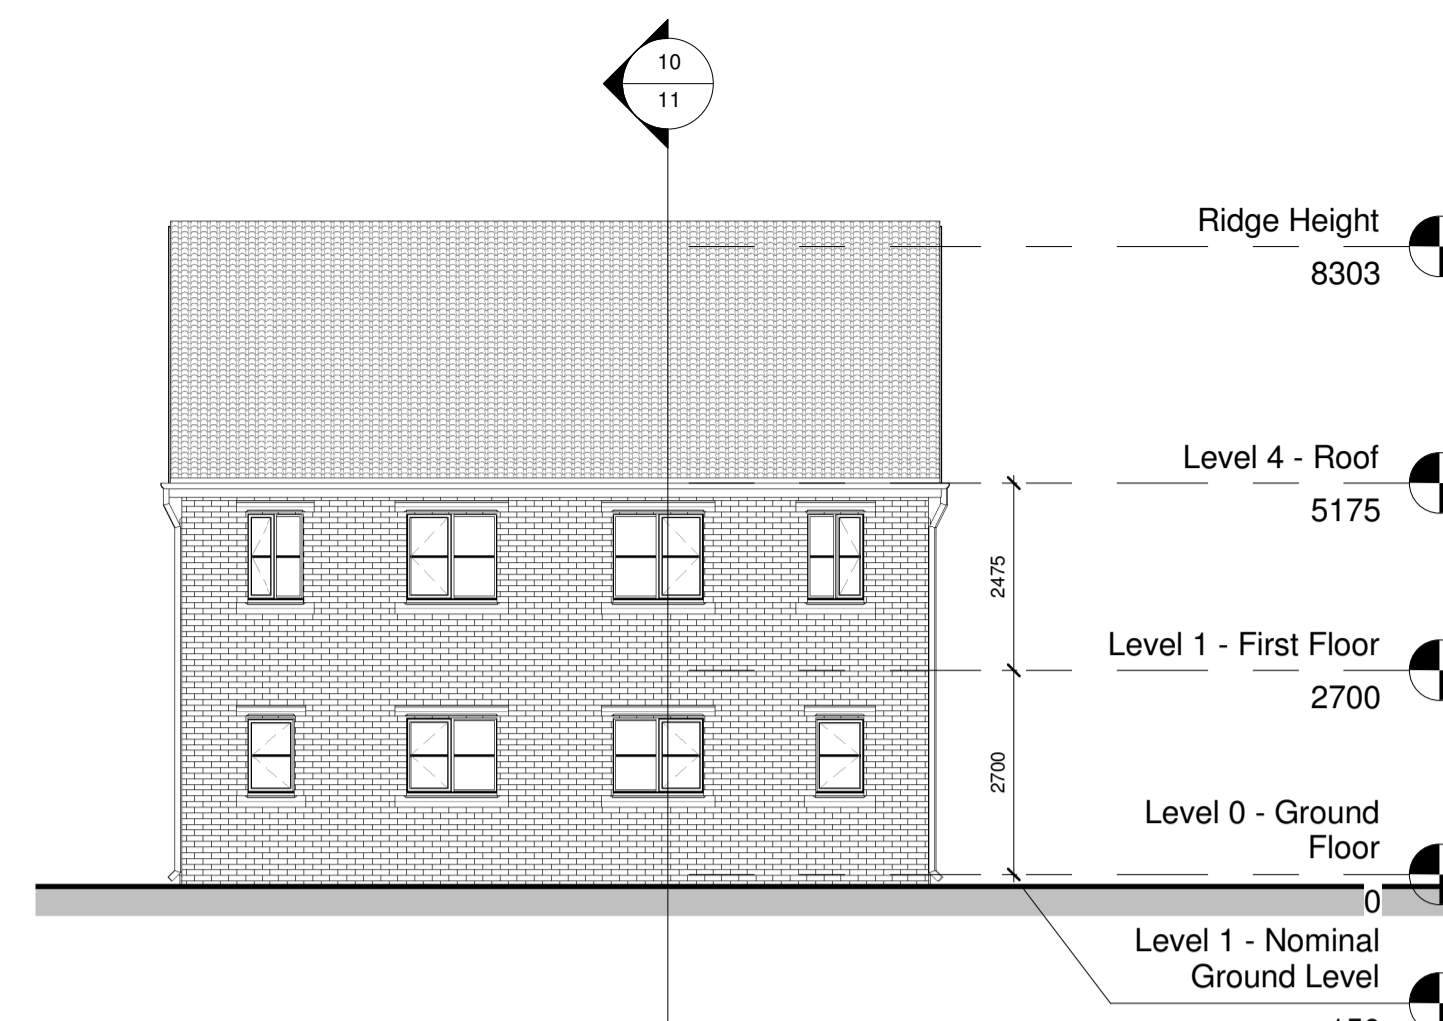 10
11
Ridge Height
8303
Level 4 - Roof
5175
2475
Level 1 - First Floor
2700
2700
Level 0 - Ground
Floor
0
Level 1 - Nominal
Ground Level